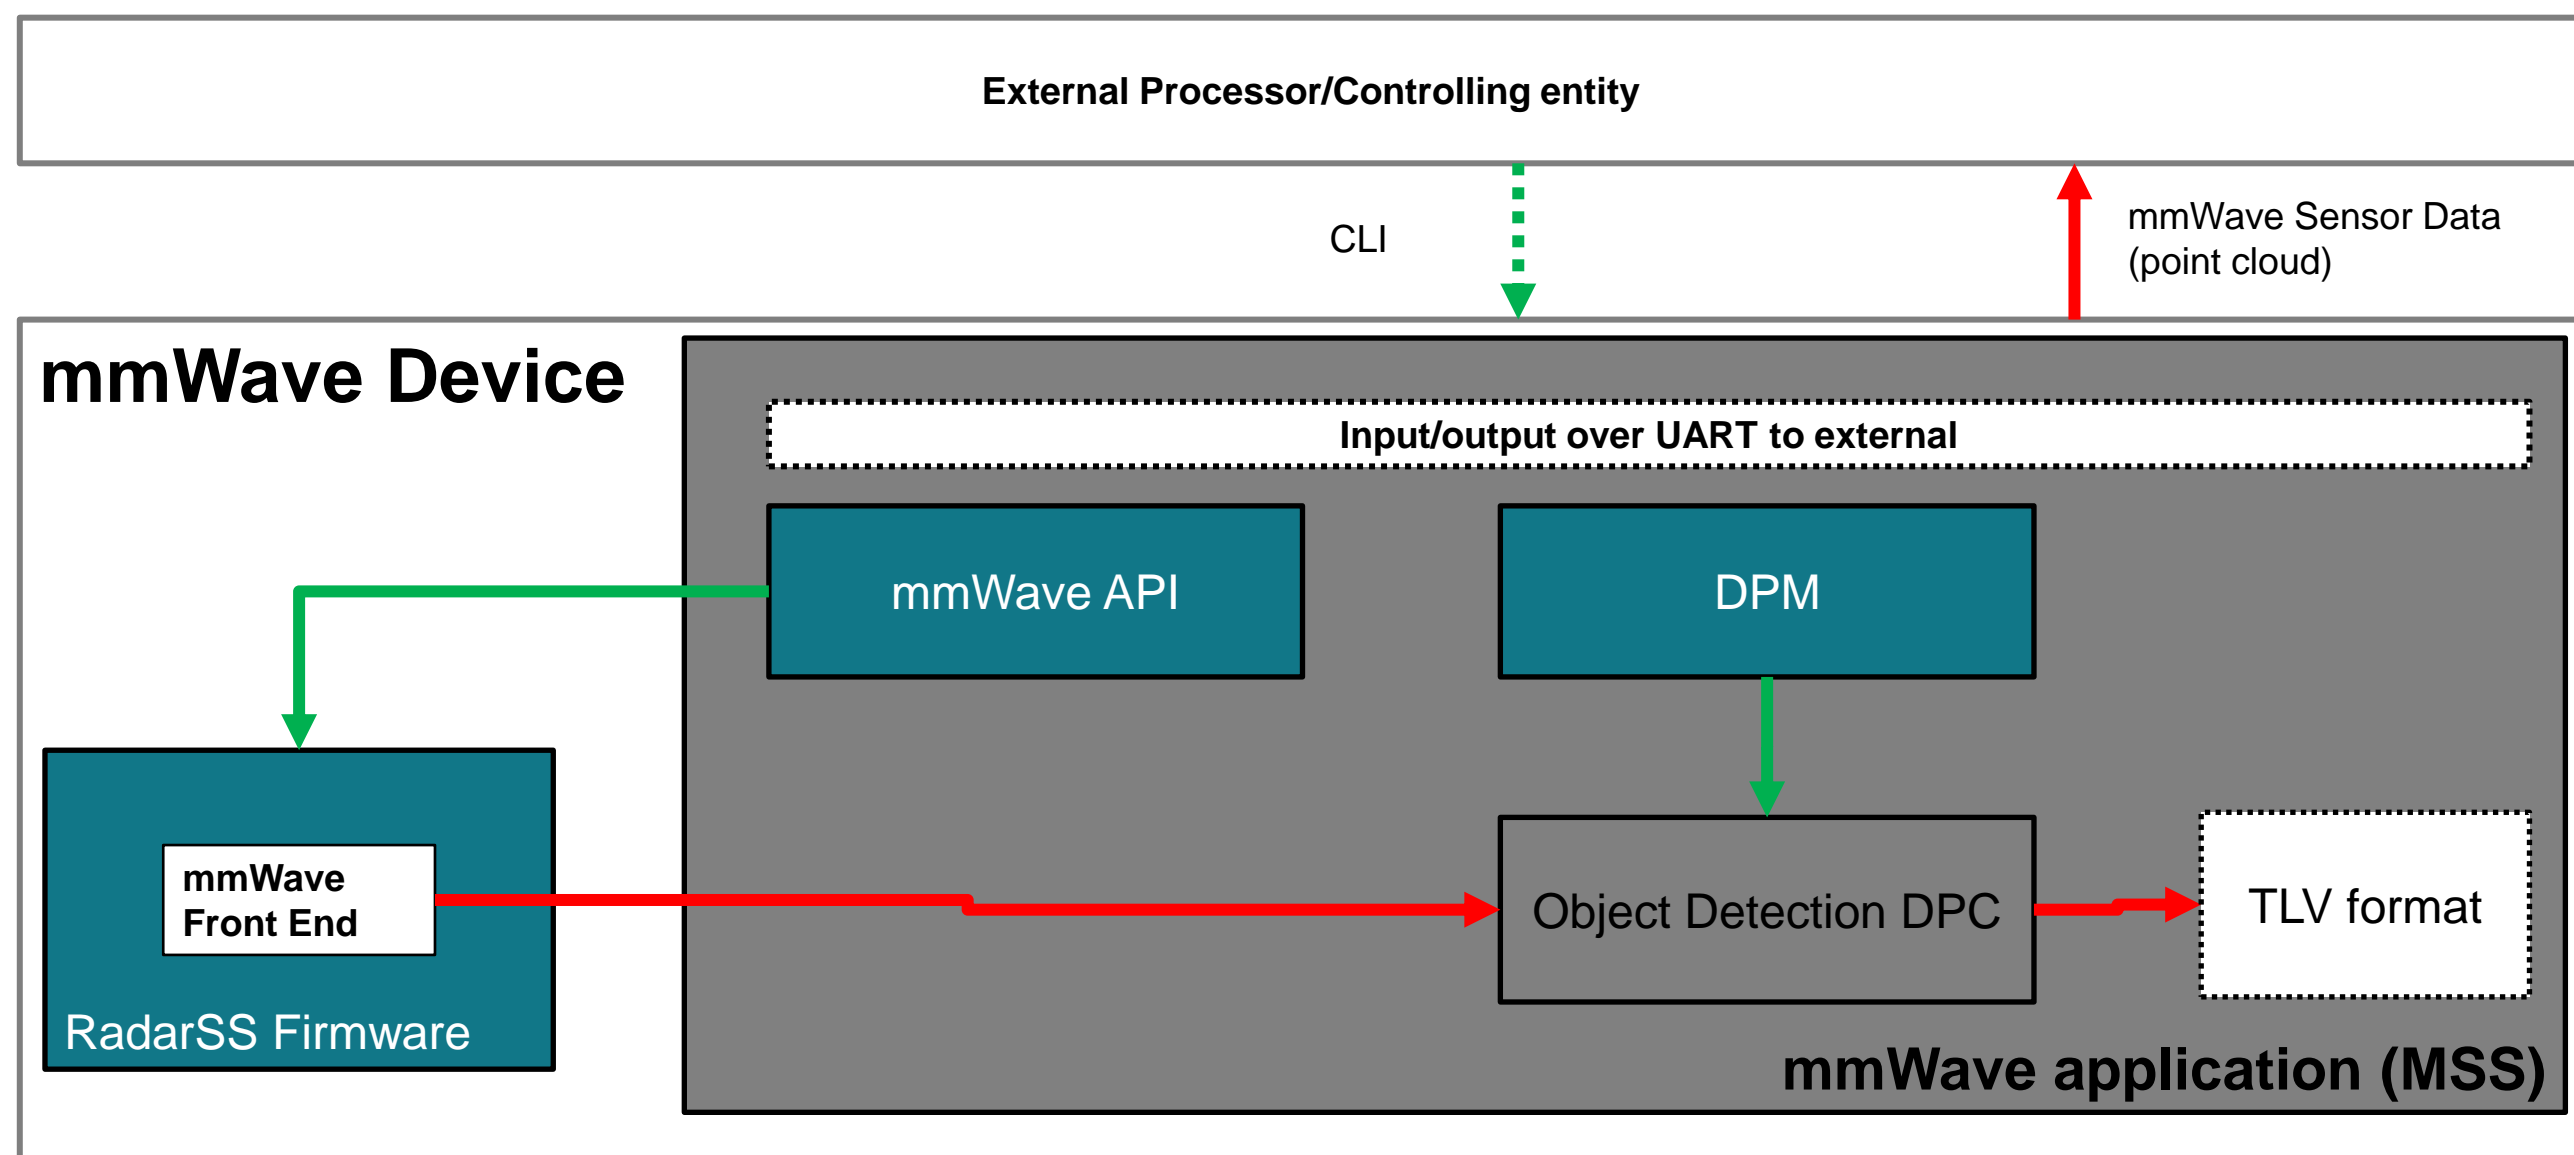 External Processor/Controlling entity
CLI
mmWave Sensor Data
(point cloud)
mmWave Device
Input/output over UART to external
mmWave API
DPM
mmWave
Front End
RadarSS Firmware
Object Detection DPC
TLV format
mmWave application (MSS)